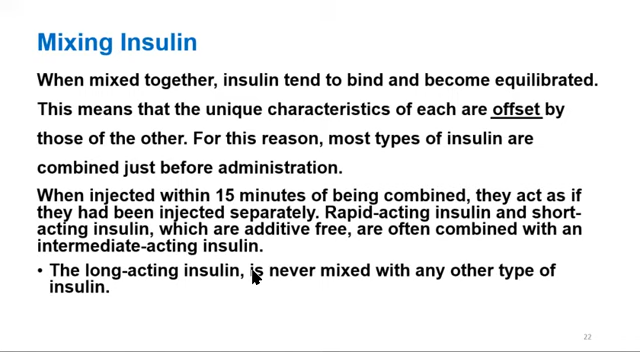 Mixing Insulin
When mixed together, insulin tend to bind and become equilibrated.
This means that the unique characteristics of each are offset by
those of the other. For this reason, most types of insulin are
combined just before administration.
When injected within 15 minutes of being combined, they act as if
they had been injected separately. Rapid-acting insulin and short-
acting insulin, which are additive free, are often combined with an
intermediate-acting insulin.
• The long-acting insulin, is never mixed with any other type of
insulin.
22